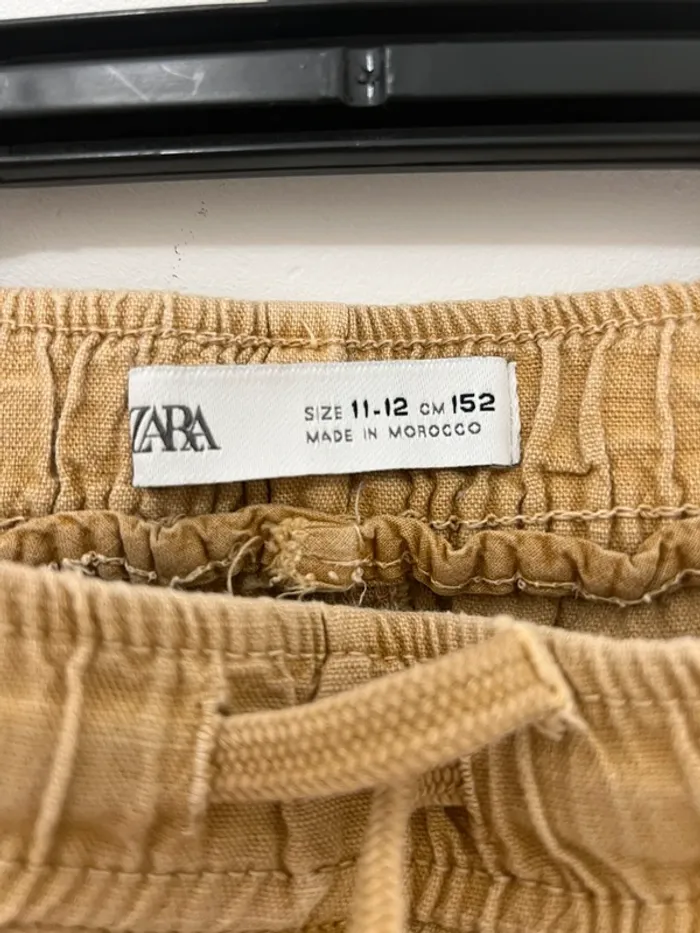 ZARA
SIZE 11-12 CM 152
MADE IN MOROCCO